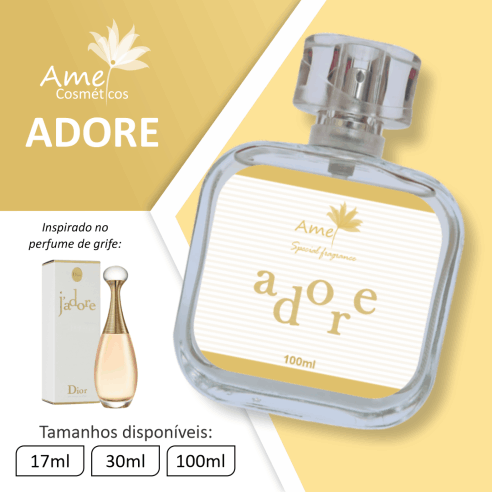 Ame
Cosméticos
ADORE
Inspirado no
perfume de grife:
j'adore
Dior
Ame
Special fragrance
adore
100ml
Tamanhos disponíveis:
17ml
30ml
100ml